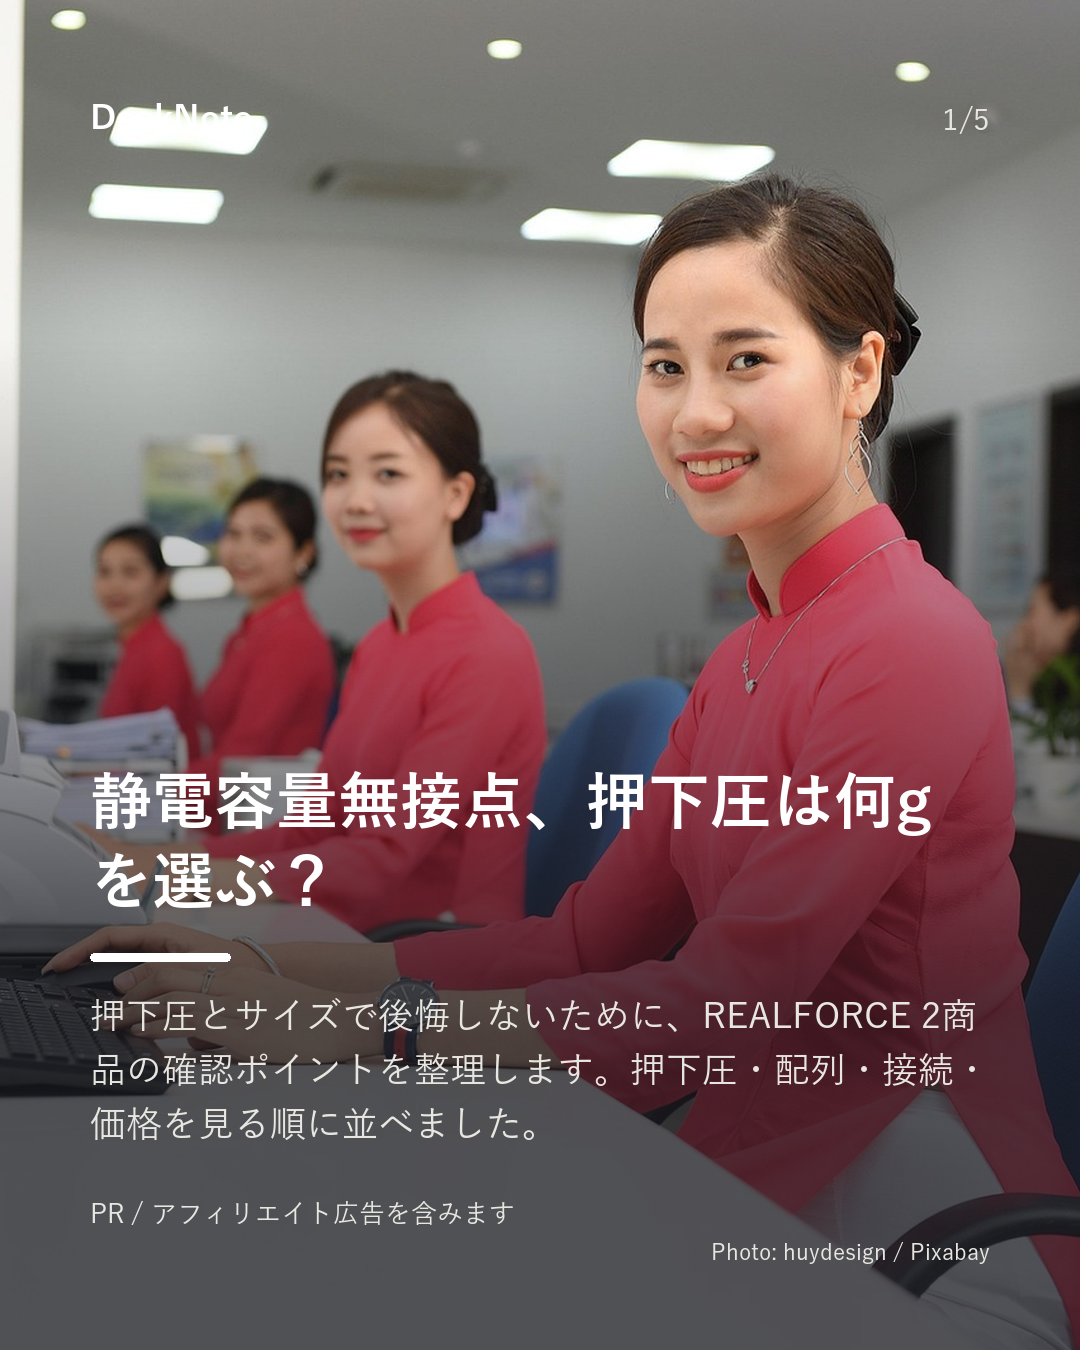 1/5
静電容量無接点、押下圧は何g
を選ぶ？
押下圧とサイズで後悔しないために、REALFORCE 2商
品の確認ポイントを整理します。押下圧・配列・接続・
価格を見る順に並べました。
PR / アフィリエイト広告を含みます
Photo: huydesign / Pixabay